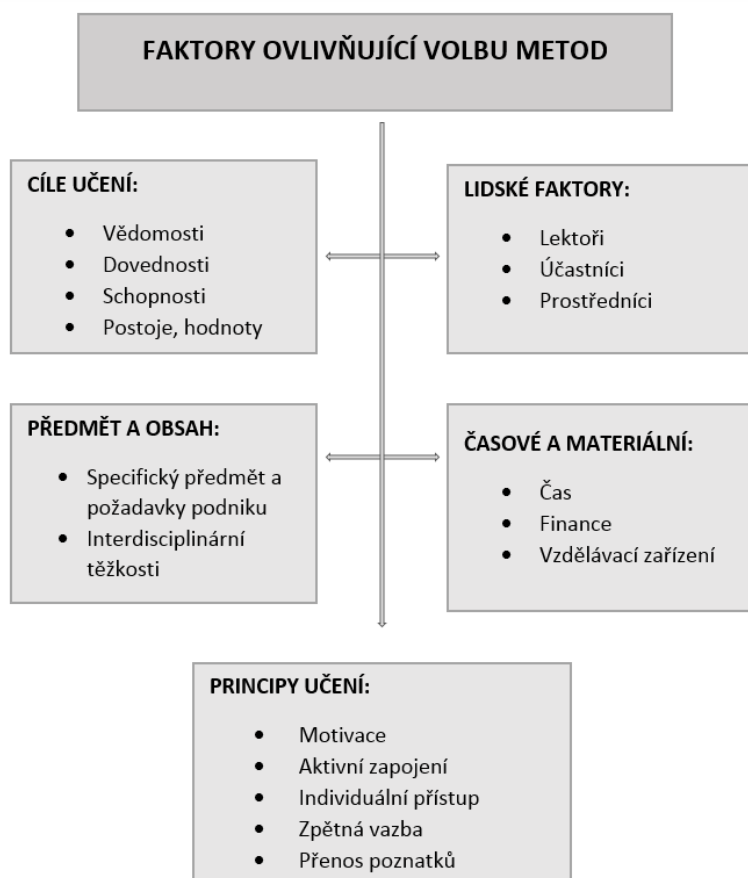 FAKTORY OVLIVŇUJÍCÍ VOLBU METOD
CÍLE UČENÍ:
• Vědomosti
• Dovednosti
• Schopnosti
• Postoje, hodnoty
LIDSKÉ FAKTORY:
• Lektoři
• Účastníci
• Prostředníci
PŘEDMĚT A OBSAH:
• Specifický předmět a
požadavky podniku
• Interdisciplinární
těžkosti
ČASOVÉ A MATERIÁLNÍ:
• Čas
• Finance
• Vzdělávací zařízení
PRINCIPY UČENÍ:
• Motivace
• Aktivní zapojení
• Individuální přístup
• Zpětná vazba
• Přenos poznatků